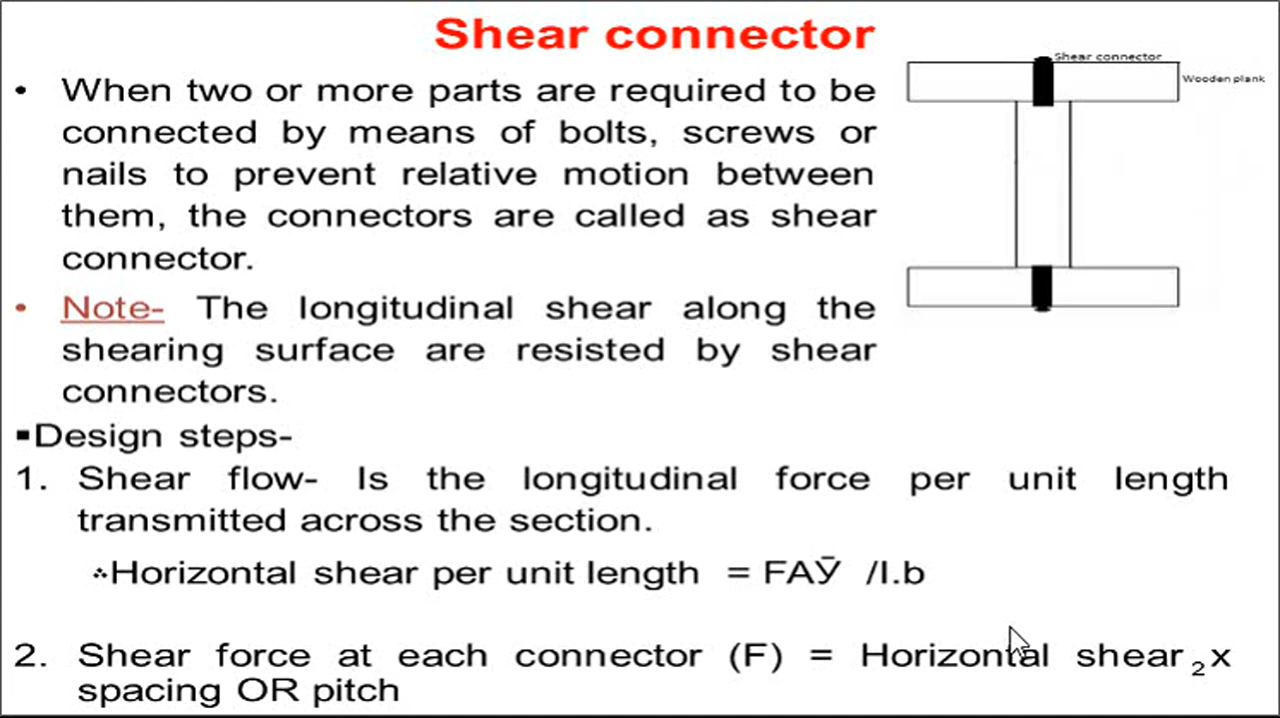 Shear connector
Shear connector
Wooden plank
• When two or more parts are required to be
connected by means of bolts, screws or
nails to prevent relative motion between
them, the connectors are called as shear
connector.
• Note- The longitudinal shear along the
shearing surface are resisted by shear
connectors.
▪Design steps-
1. Shear flow- Is the longitudinal force per unit length
transmitted across the section.
∴Horizontal shear per unit length = FAȲ /I.b
2. Shear force at each connector (F) = Horizontal shear ₂x
spacing OR pitch